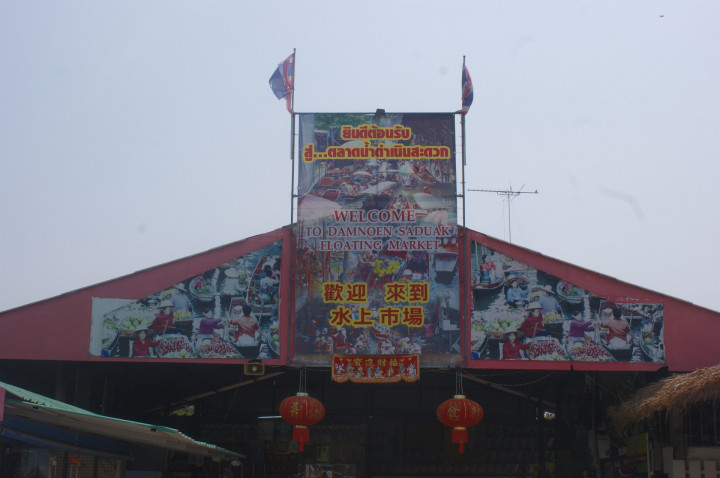 ยินดีต้อนรับ
สู่...ตลาดน้ำดำเนินสะดวก
WELCOME
TO DAMNOEN SADUAK
FLOATING MARKET
歡迎 來到
水上市場